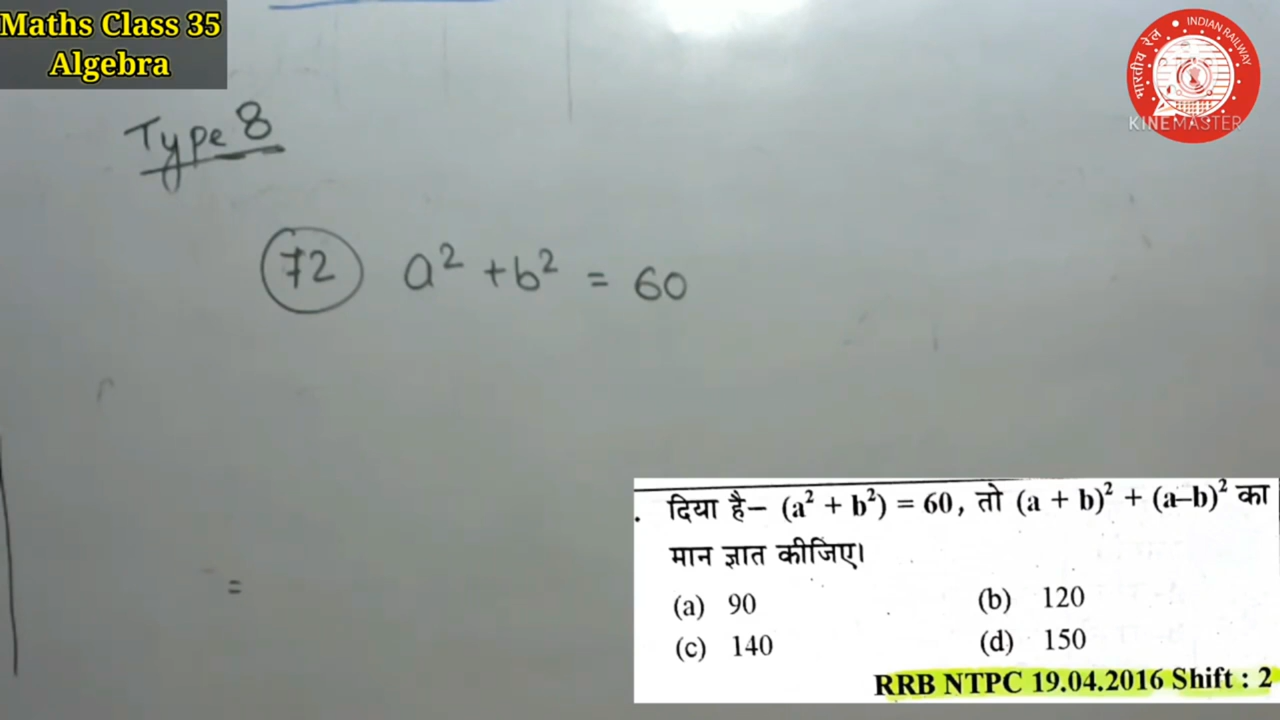 Maths Class 35
Algebra
भारतीय रेल INDIAN RAILWAY
KINEMASTER
Type 8
72 a² + b² = 60
=
. दिया है– (a² + b²) = 60, तो (a + b)² + (a–b)² का
मान ज्ञात कीजिए।
(a) 90 (b) 120
(c) 140 (d) 150
RRB NTPC 19.04.2016 Shift : 2